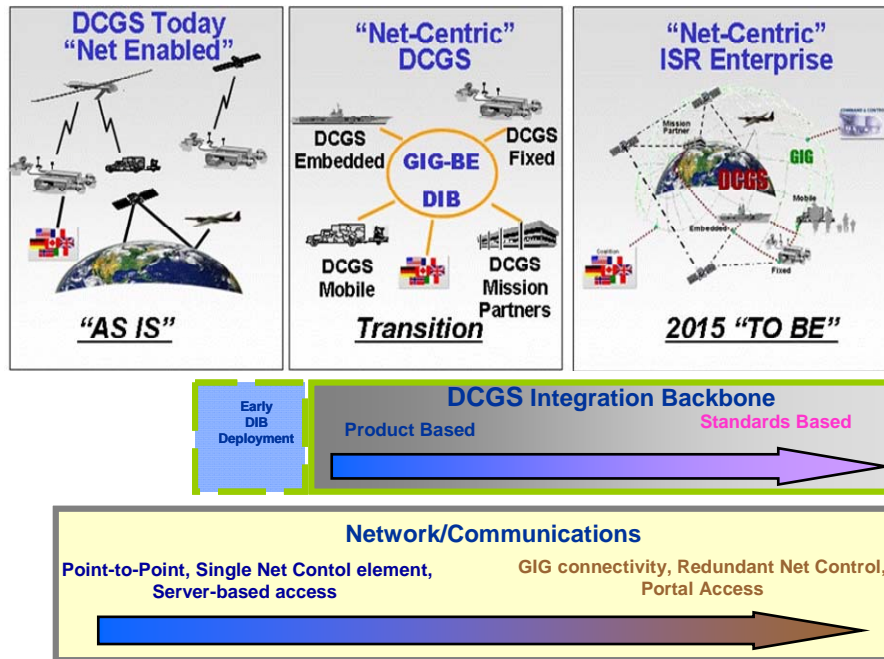 DCGS Today
“Net Enabled”
“AS IS”
“Net-Centric”
DCGS
DCGS
Embedded
DCGS
Fixed
GIG-BE
DIB
DCGS
Mobile
DCGS
Mission
Partners
Transition
“Net-Centric”
ISR Enterprise
COMMAND & CONTROL
Mission
Partner
GIG
DCGS
Mobile
Embedded
Coalition
Fixed
2015 “TO BE”
Early
DIB
Deployment
DCGS Integration Backbone
Product Based
Standards Based
Network/Communications
Point-to-Point, Single Net Contol element,
Server-based access
GIG connectivity, Redundant Net Control,
Portal Access